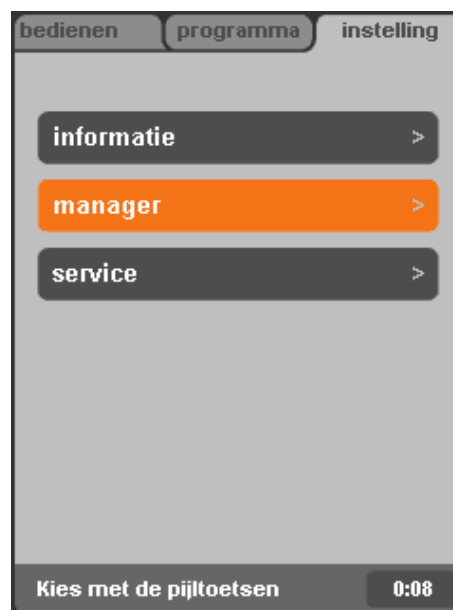 bedienen programma instelling
informatie >
manager >
service >
Kies met de pijltoetsen 0:08